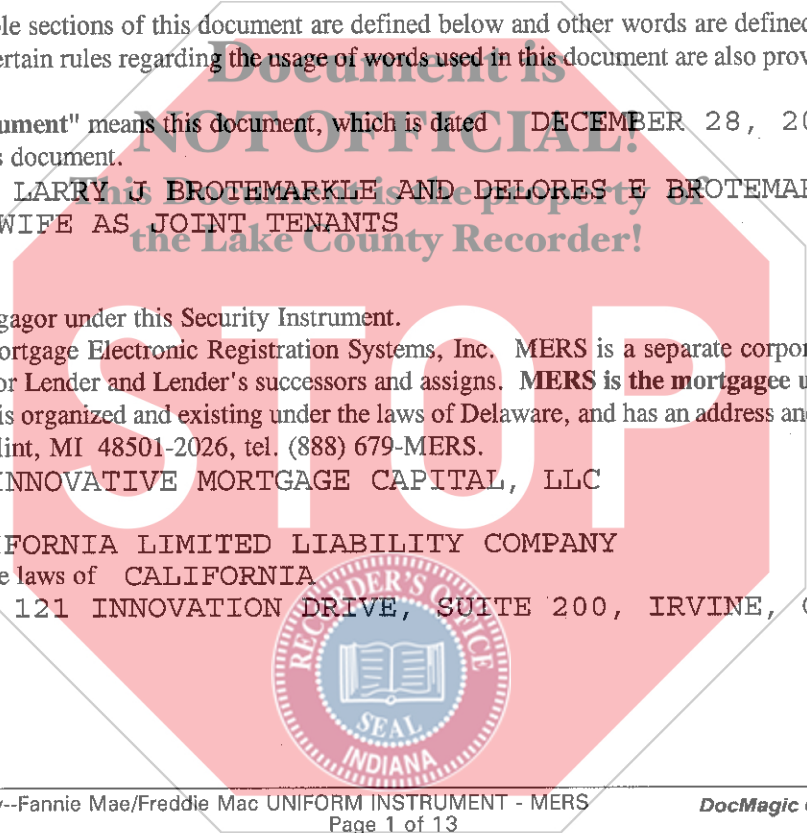 ole sections of this document are defined below and other words are defined
ertain rules regarding the usage of words used in this document are also prov
Document is
ument" means this document, which is dated DECEMBER 28, 20
NOT OFFICIAL!
s document.
LARRY J BROTEMARKLE AND DELORES E BROTEMAR
This Document is the property of
WIFE AS JOINT TENANTS
the Lake County Recorder!
gagor under this Security Instrument.
ortgage Electronic Registration Systems, Inc. MERS is a separate corpor
or Lender and Lender's successors and assigns. MERS is the mortgagee u
is organized and existing under the laws of Delaware, and has an address and
lint, MI 48501-2026, tel. (888) 679-MERS.
STOP
INNOVATIVE MORTGAGE CAPITAL, LLC
IFORNIA LIMITED LIABILITY COMPANY
e laws of CALIFORNIA
121 INNOVATION DRIVE, SUITE 200, IRVINE, C
RECORDER'S OFFICE
SEAL
INDIANA
y--Fannie Mae/Freddie Mac UNIFORM INSTRUMENT - MERS
DocMagic
Page 1 of 13